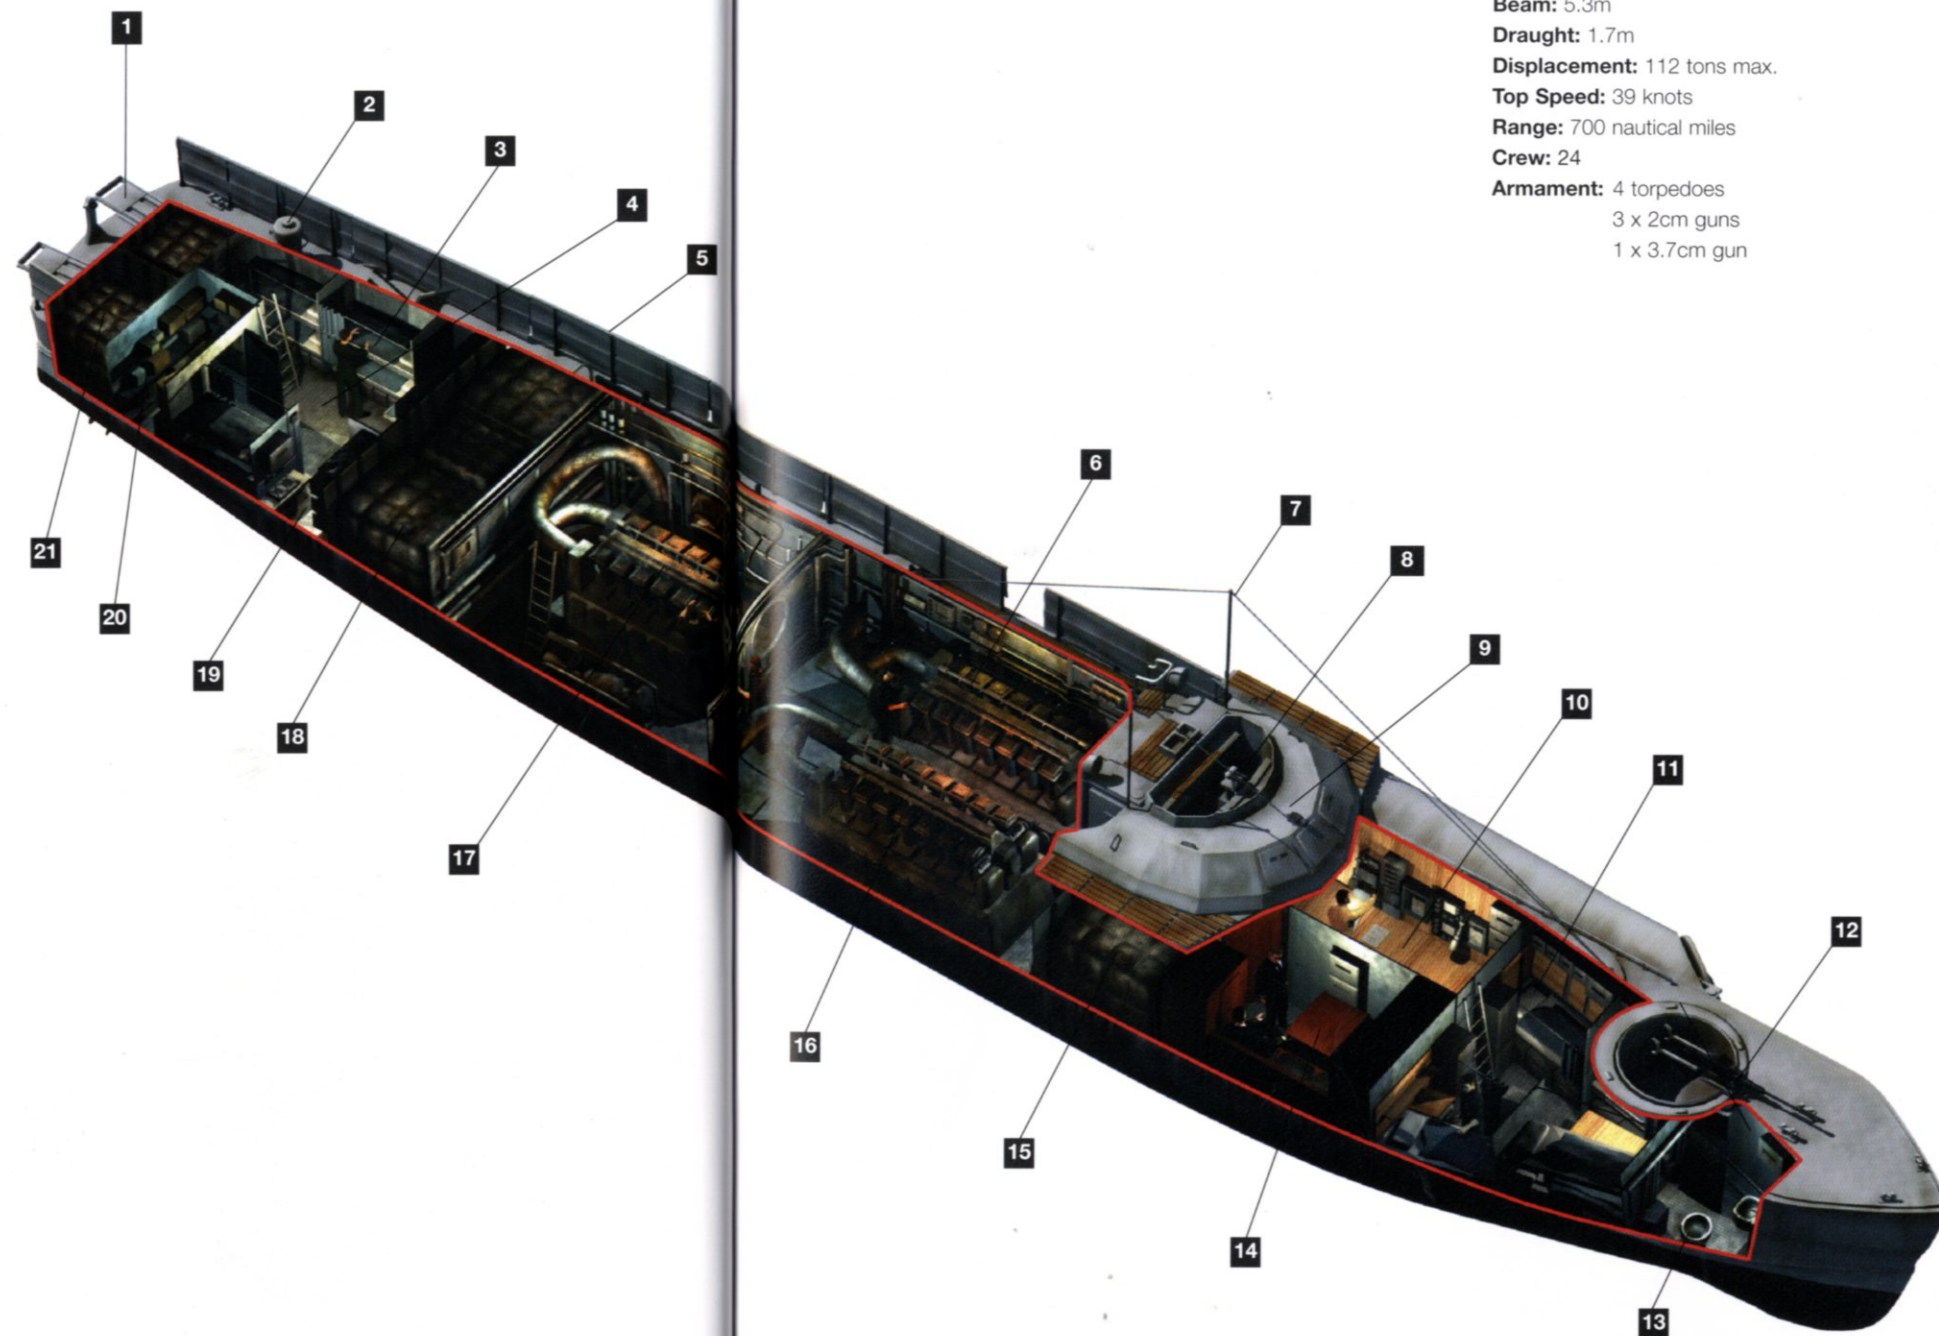 Beam: 5.3m
Draught: 1.7m
Displacement: 112 tons max.
Top Speed: 39 knots
Range: 700 nautical miles
Crew: 24
Armament: 4 torpedoes
3 x 2cm guns
1 x 3.7cm gun
1
2
3
4
5
6
7
8
9
10
11
12
21
20
19
18
17
16
15
14
13